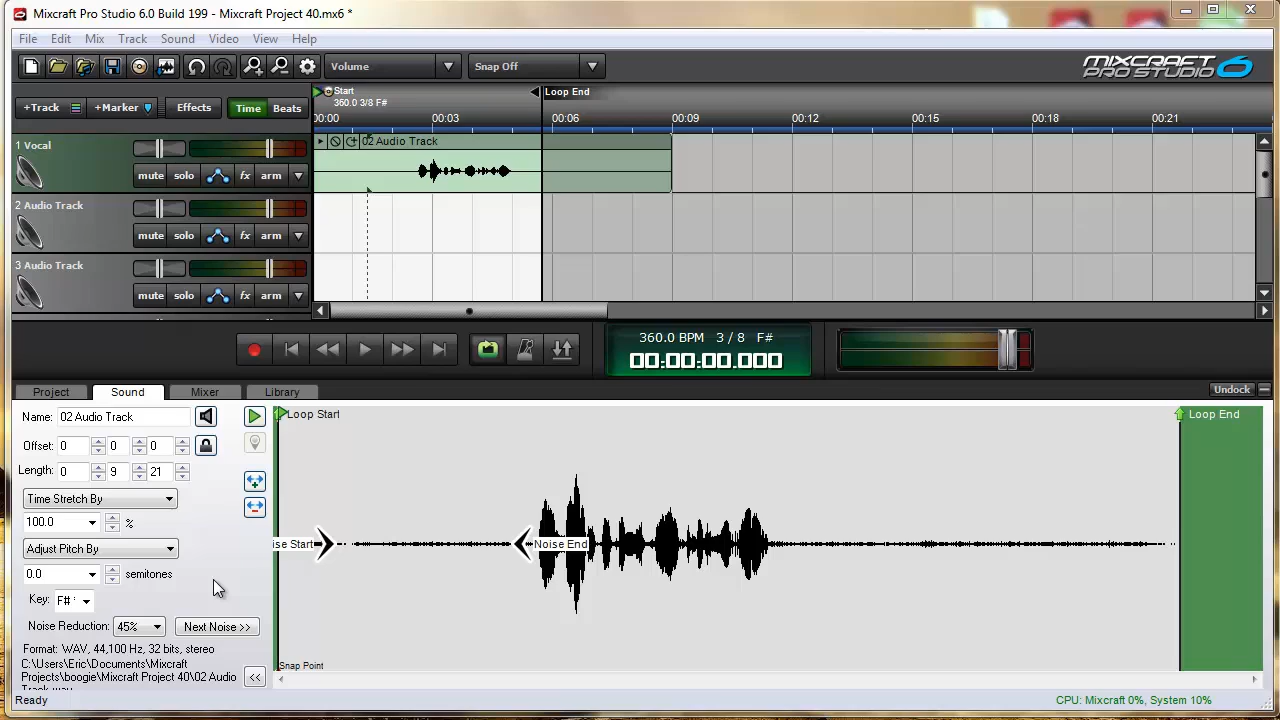 Mixcraft Pro Studio 6.0 Build 199 - Mixcraft Project 40.mx6 *
File Edit Mix Track Sound Video View Help
Volume Snap Off MIXCRAFT PRO STUDIO 6
+Track +Marker Effects Time Beats
Start Loop End
360.0 3/8 F#
00:00 00:03 00:06 00:09 00:12 00:15 00:18 00:21
1 Vocal 02 Audio Track
mute solo fx arm
2 Audio Track
mute solo fx arm
3 Audio Track
mute solo fx arm
360.0 BPM 3 / 8 F#
00:00:00.000
Project Sound Mixer Library Undock
Name: 02 Audio Track
Loop Start Loop End
Offset: 0 0 0
Length: 0 9 21
Time Stretch By
100.0 %
Adjust Pitch By
ise Start Noise End
0.0 semitones
Key: F#
Noise Reduction: 45% Next Noise >>
Format: WAV, 44,100 Hz, 32 bits, stereo
C:\Users\Eric\Documents\Mixcraft
Snap Point
Projects\boogie\Mixcraft Project 40\02 Audio
<<
Ready CPU: Mixcraft 0%, System 10%